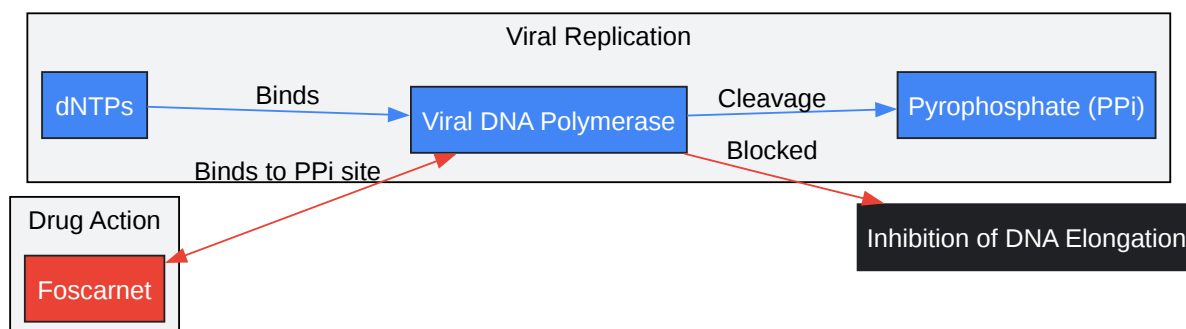 Viral Replication
dNTPs
Binds
Viral DNA Polymerase
Cleavage
Pyrophosphate (PPi)
Blocked
Binds to PPi site
Drug Action
Foscarnet
Inhibition of DNA Elongation